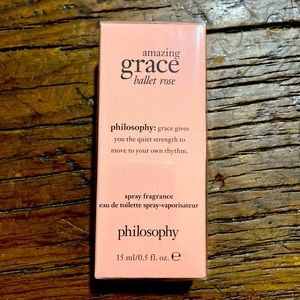 amazing
grace
ballet rose
philosophy: grace gives
you the quiet strength to
move to your own rhythm.
spray fragrance
eau de toilette spray-vaporisateur
philosophy
15 ml/0.5 fl. oz. ℮